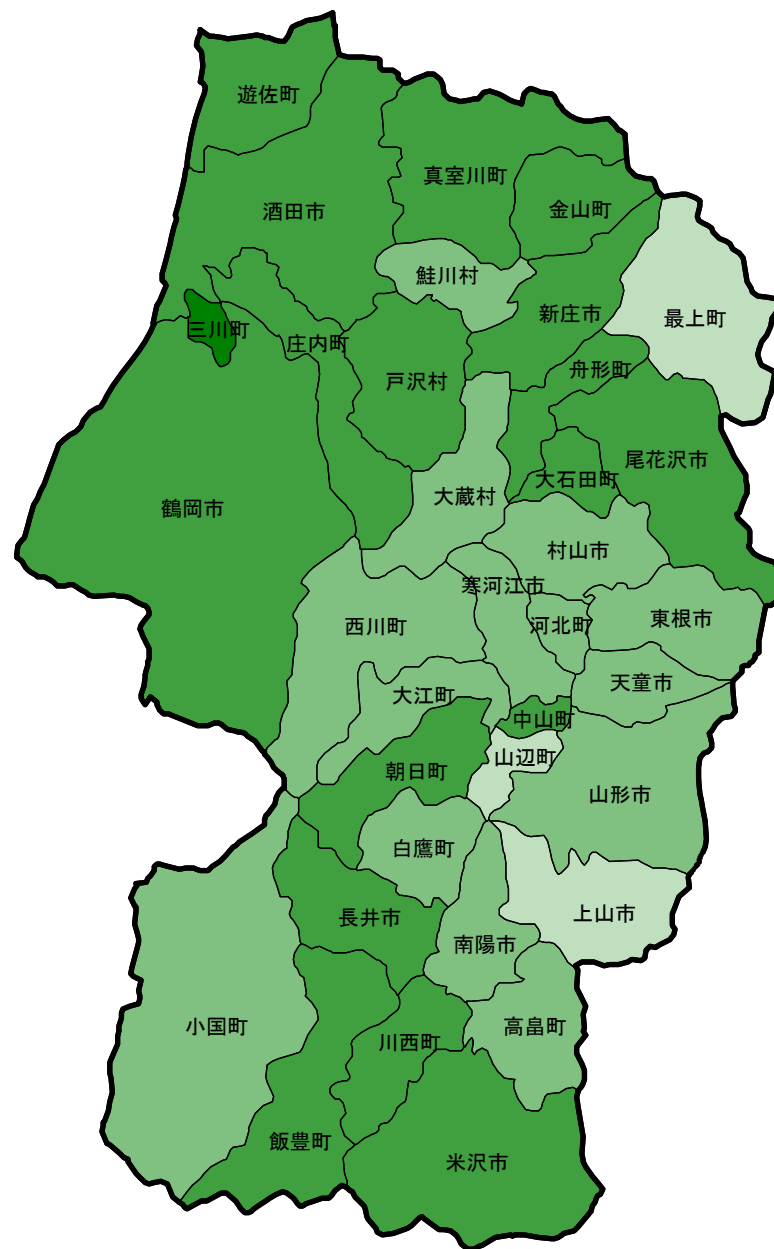 遊佐町
真室川町
酒田市
金山町
鮭川村
新庄市
最上町
三川町
庄内町
舟形町
戸沢村
尾花沢市
大石田町
大蔵村
鶴岡市
村山市
寒河江市
西川町
河北町
東根市
天童市
大江町
中山町
山辺町
朝日町
山形市
白鷹町
上山市
長井市
南陽市
小国町
高畠町
川西町
飯豊町
米沢市